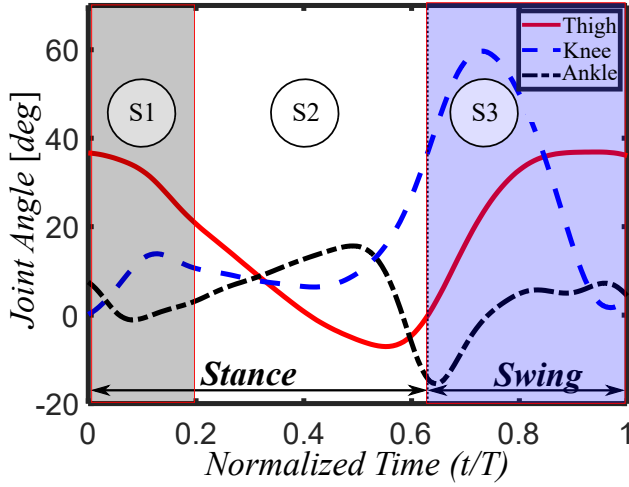 60
40
20
0
-20
Joint Angle [deg]
S1
S2
S3
Thigh
Knee
Ankle
Stance
Swing
0
0.2
0.4
0.6
0.8
1
Normalized Time (t/T)